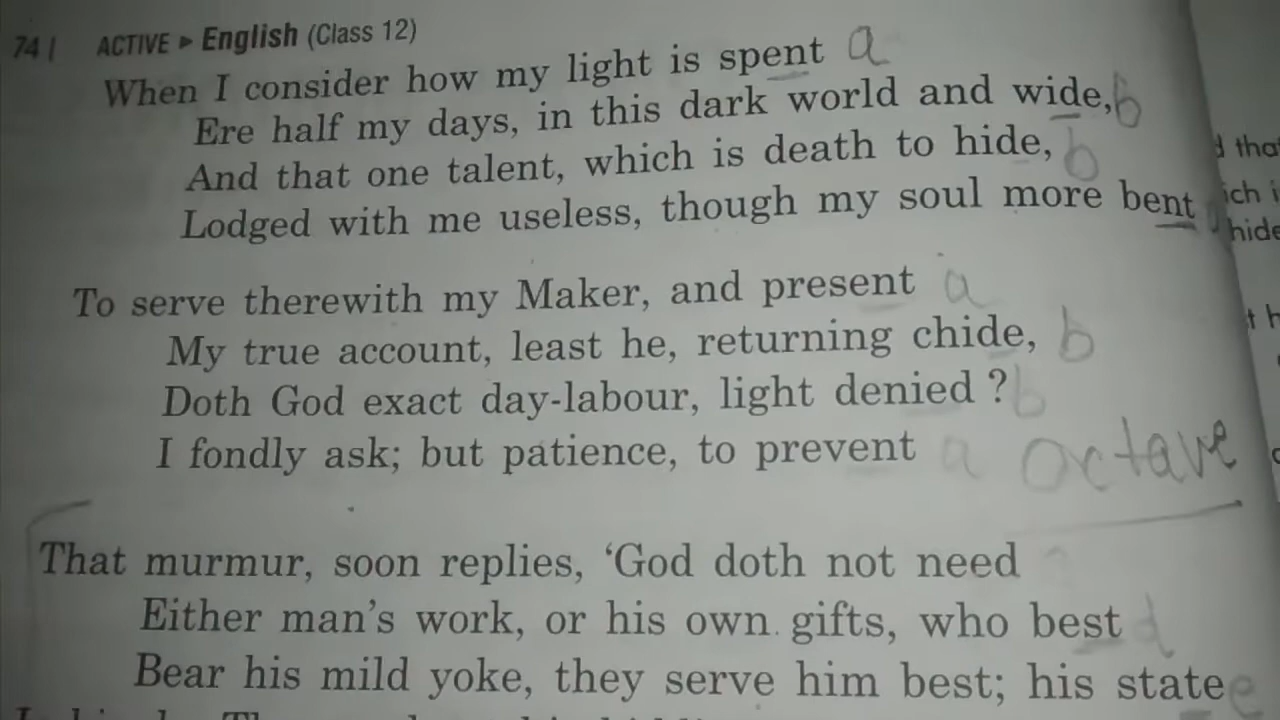 74 | ACTIVE ▸ English (Class 12)
When I consider how my light is spent a
Ere half my days, in this dark world and wide, b
And that one talent, which is death to hide, b
Lodged with me useless, though my soul more bent
To serve therewith my Maker, and present a
My true account, least he, returning chide, b
Doth God exact day-labour, light denied ? b
I fondly ask; but patience, to prevent a
octave
That murmur, soon replies, ‘God doth not need
Either man’s work, or his own gifts, who best d
Bear his mild yoke, they serve him best; his state e
hide